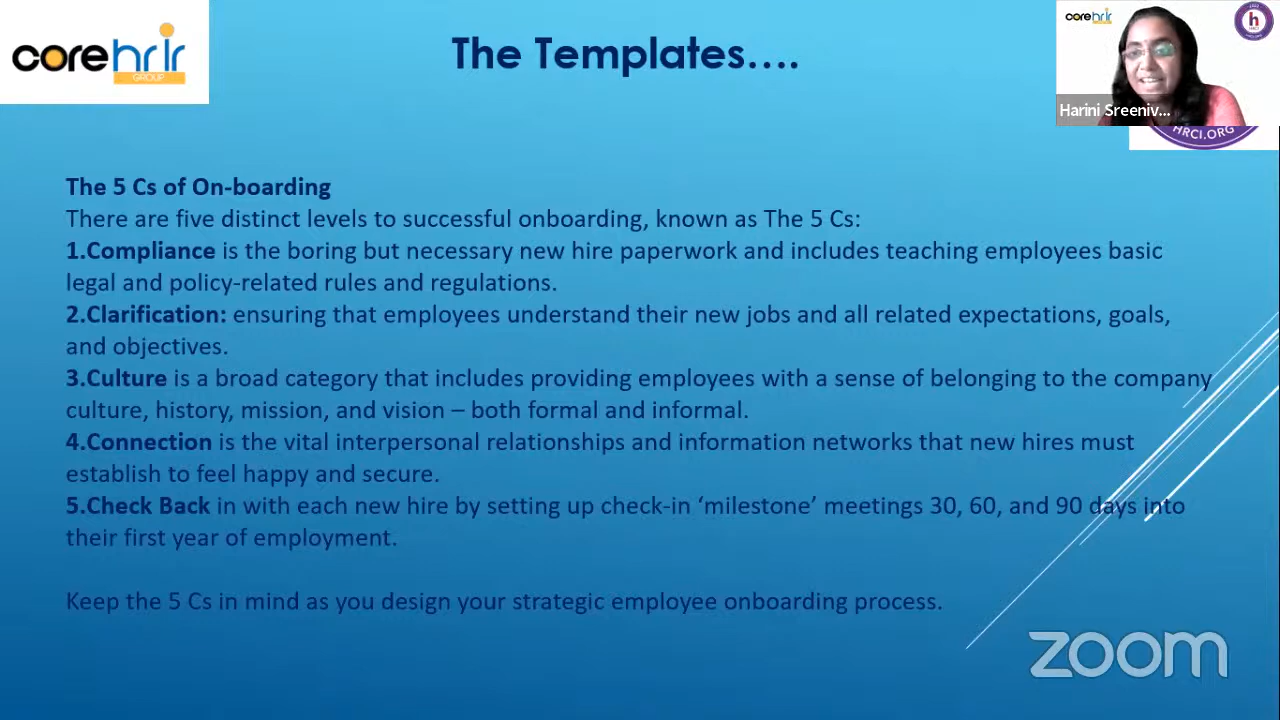 corehrir
GROUP
The Templates….
corehrir
h
HRCI
HRCI.ORG
Harini Sreeniv...
HRCI.ORG
The 5 Cs of On-boarding
There are five distinct levels to successful onboarding, known as The 5 Cs:
1.Compliance is the boring but necessary new hire paperwork and includes teaching employees basic
legal and policy-related rules and regulations.
2.Clarification: ensuring that employees understand their new jobs and all related expectations, goals,
and objectives.
3.Culture is a broad category that includes providing employees with a sense of belonging to the company
culture, history, mission, and vision – both formal and informal.
4.Connection is the vital interpersonal relationships and information networks that new hires must
establish to feel happy and secure.
5.Check Back in with each new hire by setting up check-in ‘milestone’ meetings 30, 60, and 90 days into
their first year of employment.
Keep the 5 Cs in mind as you design your strategic employee onboarding process.
zoom